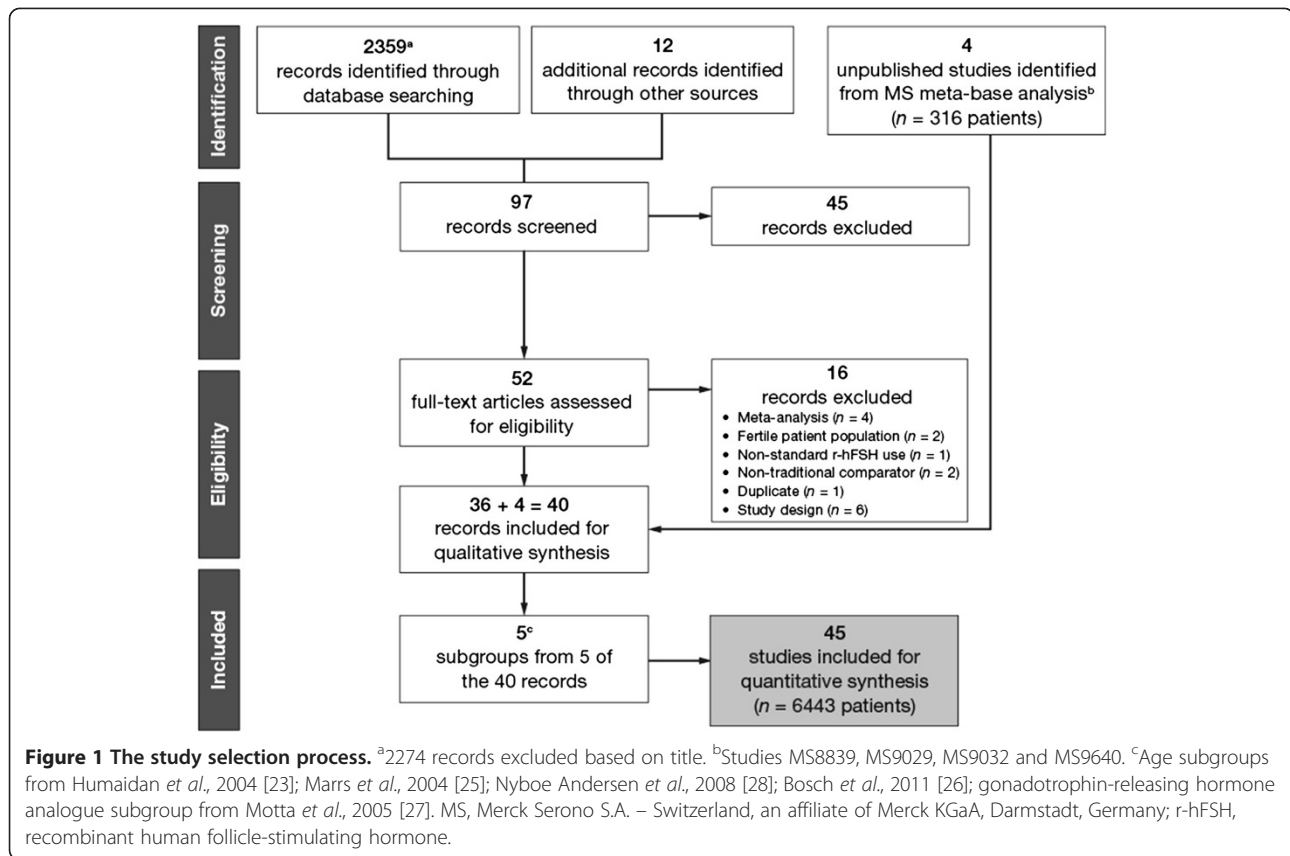 Identification
2359ᵃ
records identified through
database searching
12
additional records identified
through other sources
4
unpublished studies identified
from MS meta-base analysisᵇ
(n = 316 patients)
Screening
97
records screened
45
records excluded
Eligibility
52
full-text articles assessed
for eligibility
16
records excluded
• Meta-analysis (n = 4)
• Fertile patient population (n = 2)
• Non-standard r-hFSH use (n = 1)
• Non-traditional comparator (n = 2)
• Duplicate (n = 1)
• Study design (n = 6)
36 + 4 = 40
records included for
qualitative synthesis
Included
5ᶜ
subgroups from 5 of
the 40 records
45
studies included for
quantitative synthesis
(n = 6443 patients)
Figure 1 The study selection process. ᵃ2274 records excluded based on title. ᵇStudies MS8839, MS9029, MS9032 and MS9640. ᶜAge subgroups
from Humaidan et al., 2004 [23]; Marrs et al., 2004 [25]; Nyboe Andersen et al., 2008 [28]; Bosch et al., 2011 [26]; gonadotrophin-releasing hormone
analogue subgroup from Motta et al., 2005 [27]. MS, Merck Serono S.A. – Switzerland, an affiliate of Merck KGaA, Darmstadt, Germany; r-hFSH,
recombinant human follicle-stimulating hormone.